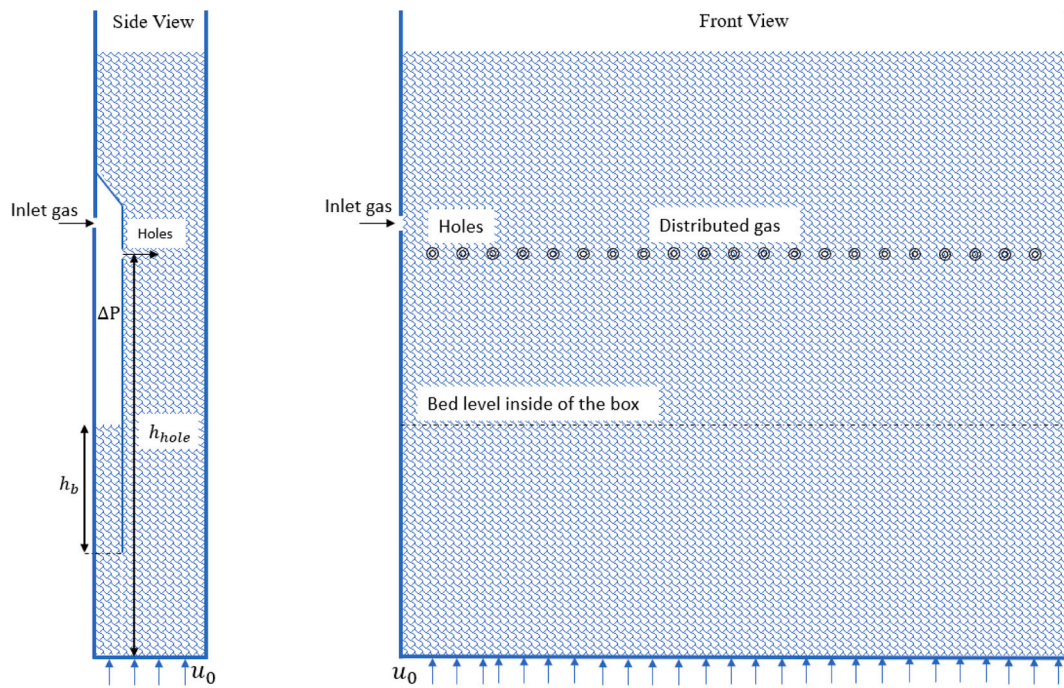 Side View
Front View
Inlet gas
Holes
ΔP
h_hole
h_b
u_0
Inlet gas
Holes
Distributed gas
Bed level inside of the box
u_0